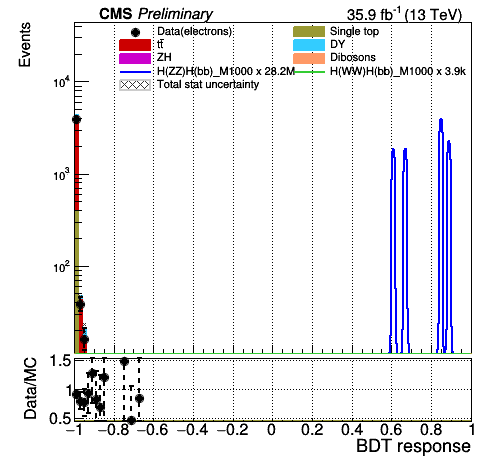 CMS Preliminary 35.9 fb⁻¹ (13 TeV)
Data(electrons) Single top
tt̄ DY
ZH Dibosons
H(ZZ)H(bb)_M1000 x 28.2M H(WW)H(bb)_M1000 x 3.9k
Total stat uncertainty
Events
10⁴
10³
10²
Data/MC
1.5
1
0.5
−1 −0.8 −0.6 −0.4 −0.2 0 0.2 0.4 0.6 0.8 1
BDT response